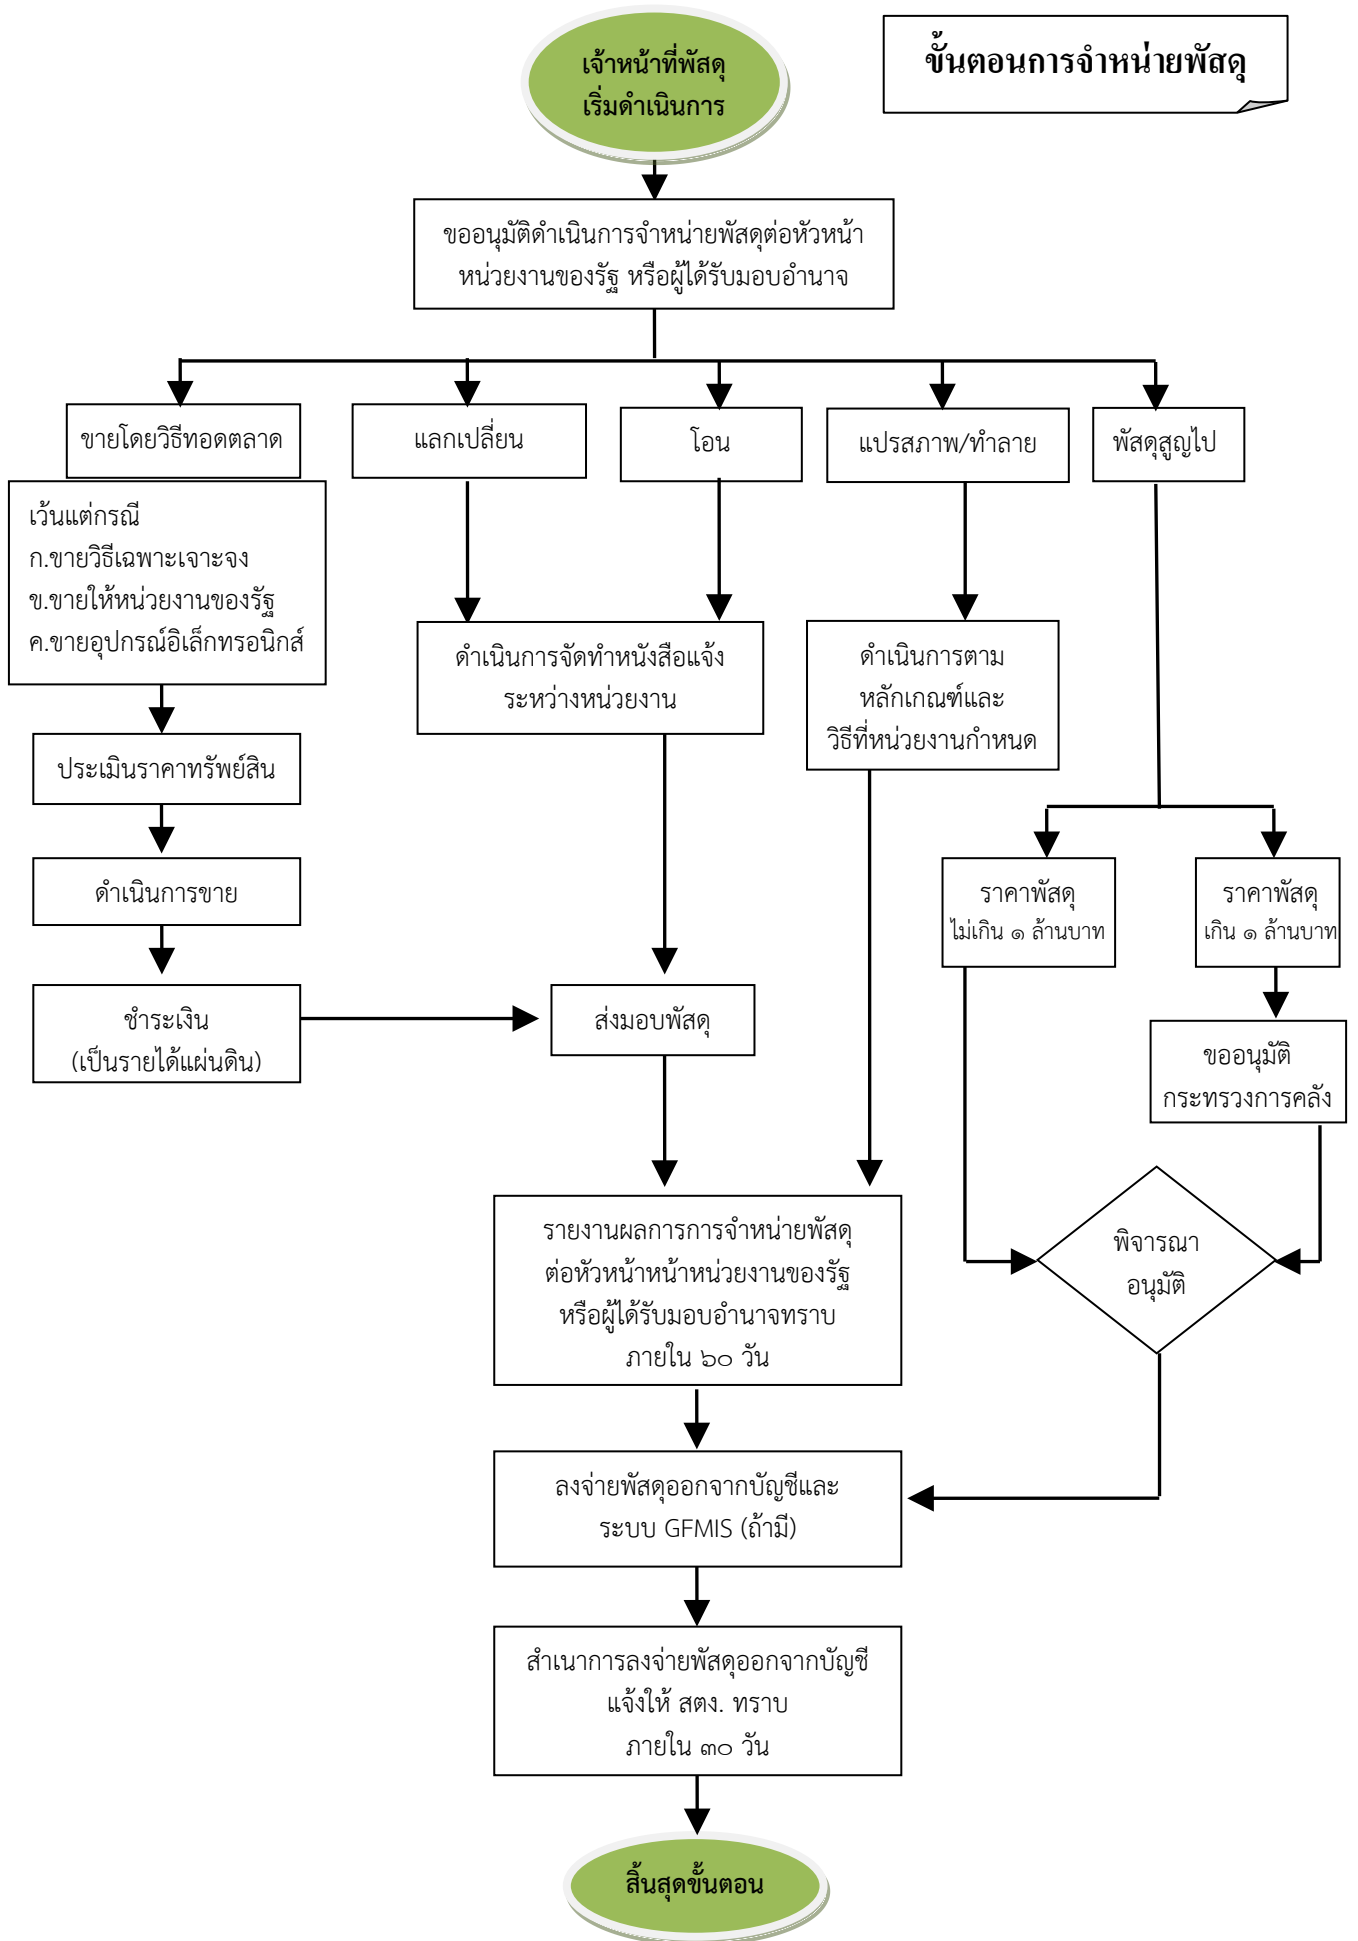 เจ้าหน้าที่พัสดุ
เริ่มดำเนินการ
ขั้นตอนการจำหน่ายพัสดุ
ขออนุมัติดำเนินการจำหน่ายพัสดุต่อหัวหน้า
หน่วยงานของรัฐ หรือผู้ได้รับมอบอำนาจ
ขายโดยวิธีทอดตลาด
แลกเปลี่ยน
โอน
แปรสภาพ/ทำลาย
พัสดุสูญไป
เว้นแต่กรณี
ก.ขายวิธีเฉพาะเจาะจง
ข.ขายให้หน่วยงานของรัฐ
ค.ขายอุปกรณ์อิเล็กทรอนิกส์
ดำเนินการจัดทำหนังสือแจ้ง
ระหว่างหน่วยงาน
ดำเนินการตาม
หลักเกณฑ์และ
วิธีที่หน่วยงานกำหนด
ประเมินราคาทรัพย์สิน
ดำเนินการขาย
ราคาพัสดุ
ไม่เกิน ๑ ล้านบาท
ราคาพัสดุ
เกิน ๑ ล้านบาท
ชำระเงิน
(เป็นรายได้แผ่นดิน)
ส่งมอบพัสดุ
ขออนุมัติ
กระทรวงการคลัง
รายงานผลการการจำหน่ายพัสดุ
ต่อหัวหน้าหน้าหน่วยงานของรัฐ
หรือผู้ได้รับมอบอำนาจทราบ
ภายใน ๖๐ วัน
พิจารณา
อนุมัติ
ลงจ่ายพัสดุออกจากบัญชีและ
ระบบ GFMIS (ถ้ามี)
สำเนาการลงจ่ายพัสดุออกจากบัญชี
แจ้งให้ สตง. ทราบ
ภายใน ๓๐ วัน
สิ้นสุดขั้นตอน